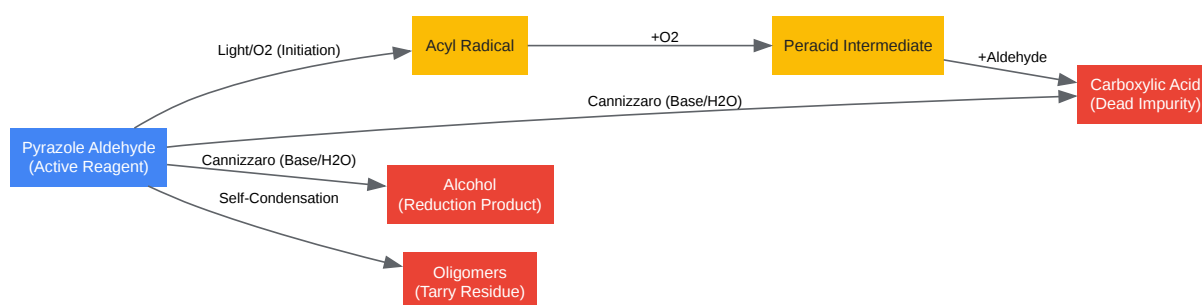 Light/O2 (Initiation)
Acyl Radical
+O2
Peracid Intermediate
+Aldehyde
Carboxylic Acid
(Dead Impurity)
Cannizzaro (Base/H2O)
Pyrazole Aldehyde
(Active Reagent)
Cannizzaro (Base/H2O)
Alcohol
(Reduction Product)
Self-Condensation
Oligomers
(Tarry Residue)